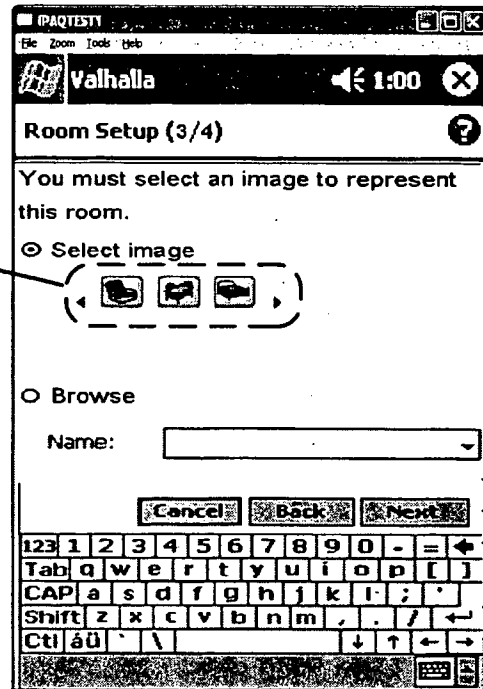 IPAQTESTY
File Zoom Tools Help
Valhalla 1:00
Room Setup (3/4)
You must select an image to represent
this room.
Select image
Browse
Name:
Cancel Back Next
123 1 2 3 4 5 6 7 8 9 0 - =
Tab q w e r t y u i o p [ ]
CAP a s d f g h j k l ; '
Shift z x c v b n m , . /
Ctl áü ` \